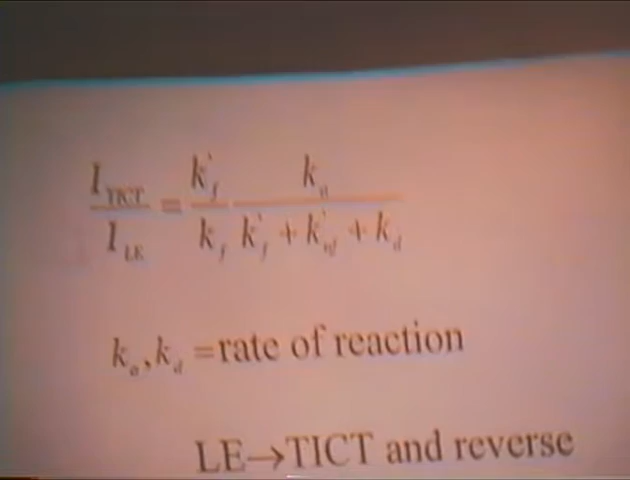 I_TICT / I_LE = k'_f / k_f  k_a / k'_f + k'_nf + k_d
k_a, k_d = rate of reaction
LE→TICT and reverse